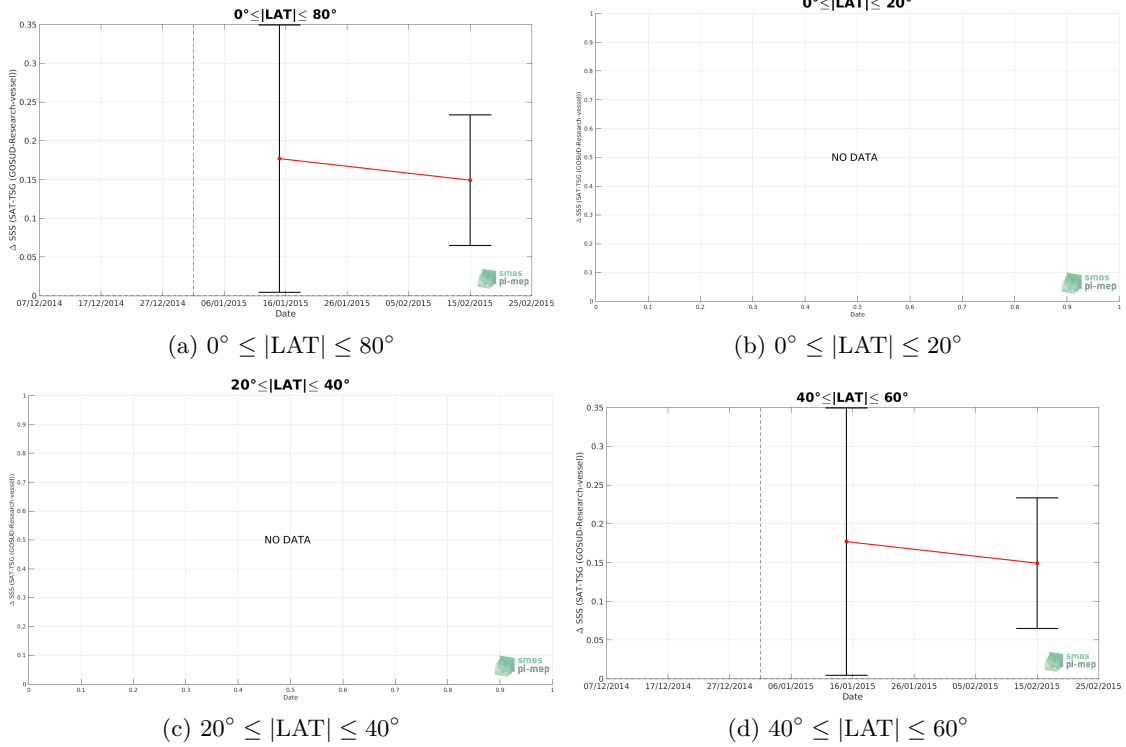 0°≤|LAT|≤ 80°
0.35
0.3
0.25
0.2
0.15
0.1
0.05
0
Δ SSS (SAT-TSG (GOSUD-Research-vessel))
07/12/2014 17/12/2014 27/12/2014 06/01/2015 16/01/2015 26/01/2015 05/02/2015 15/02/2015 25/02/2015
Date
smos
pi-mep
(a) 0° ≤ |LAT| ≤ 80°
0°≤|LAT|≤ 20°
1
0.9
0.8
0.7
0.6
0.5
0.4
0.3
0.2
0.1
0
Δ SSS (SAT-TSG (GOSUD-Research-vessel))
NO DATA
0 0.1 0.2 0.3 0.4 0.5 0.6 0.7 0.8 0.9 1
Date
smos
pi-mep
(b) 0° ≤ |LAT| ≤ 20°
20°≤|LAT|≤ 40°
1
0.9
0.8
0.7
0.6
0.5
0.4
0.3
0.2
0.1
0
Δ SSS (SAT-TSG (GOSUD-Research-vessel))
NO DATA
0 0.1 0.2 0.3 0.4 0.5 0.6 0.7 0.8 0.9 1
Date
smos
pi-mep
(c) 20° ≤ |LAT| ≤ 40°
40°≤|LAT|≤ 60°
0.35
0.3
0.25
0.2
0.15
0.1
0.05
0
Δ SSS (SAT-TSG (GOSUD-Research-vessel))
07/12/2014 17/12/2014 27/12/2014 06/01/2015 16/01/2015 26/01/2015 05/02/2015 15/02/2015 25/02/2015
Date
smos
pi-mep
(d) 40° ≤ |LAT| ≤ 60°